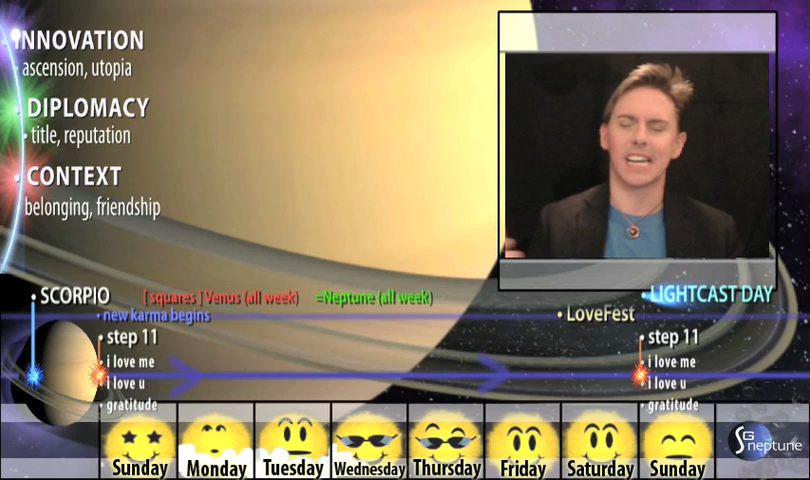 INNOVATION
ascension, utopia
• DIPLOMACY
• title, reputation
• CONTEXT
belonging, friendship
• SCORPIO
[ squares ] Venus (all week)
=Neptune (all week)
• LIGHTCAST DAY
• new karma begins
• LoveFest
• step 11
• i love me
• i love u
• gratitude
• step 11
• i love me
• i love u
• gratitude
Sunday
Monday
Tuesday
Wednesday
Thursday
Friday
Saturday
Sunday
SG neptune